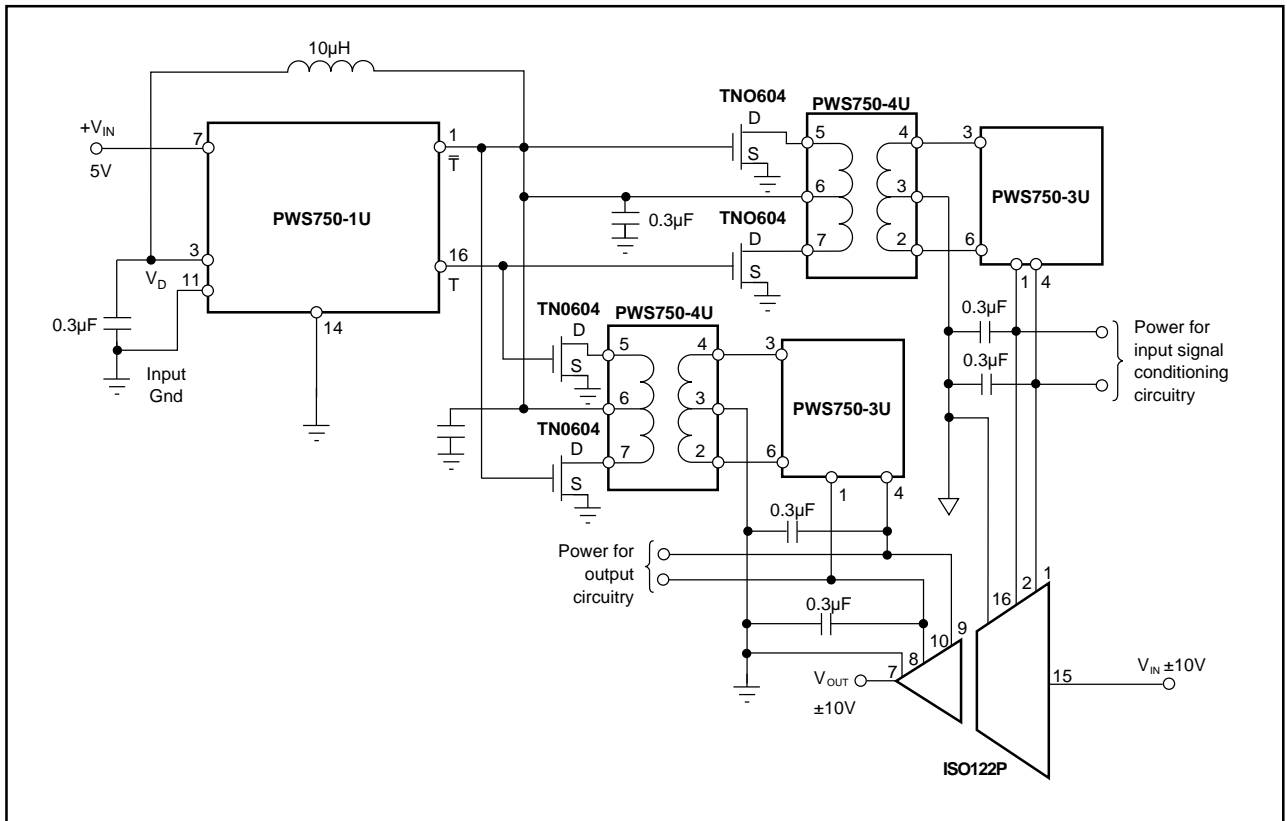 10µH
TNO604
PWS750-4U
+VIN
5V
7
PWS750-1U
1
T̅
3
VD
11
16
T
14
0.3µF
Input
Gnd
0.3µF
D
S
5
6
7
4
3
2
3
6
PWS750-3U
1
4
TNO604
D
S
0.3µF
0.3µF
Power for
input signal
conditioning
circuitry
TN0604
D
S
PWS750-4U
5
6
7
4
3
2
TN0604
D
S
3
6
PWS750-3U
1
4
0.3µF
Power for
output
circuitry
0.3µF
7
8
10
9
16
2
1
15
VOUT
±10V
VIN ±10V
ISO122P